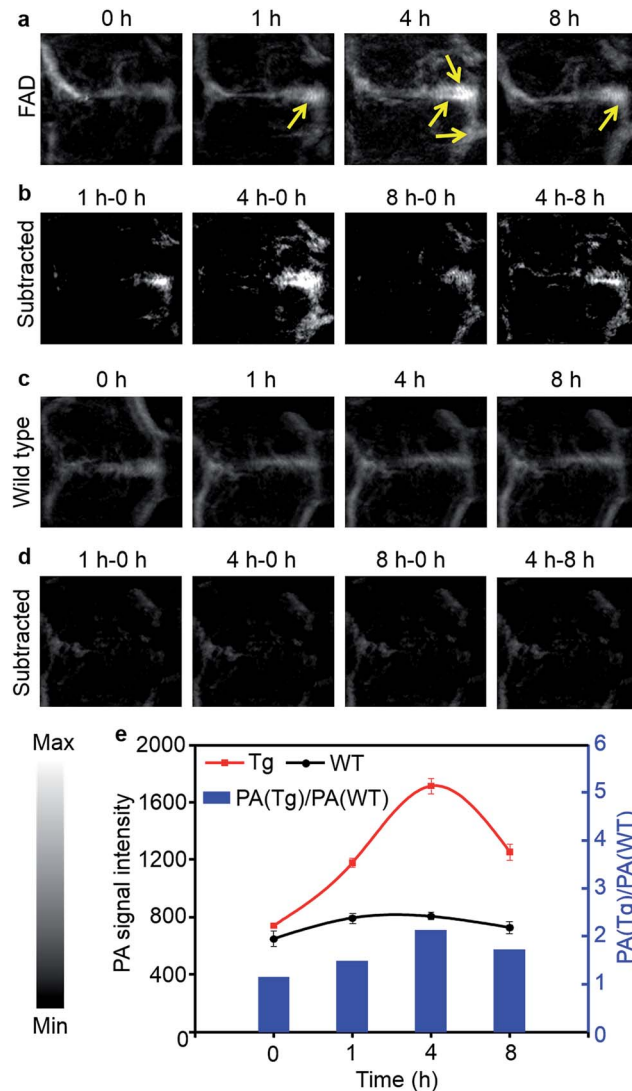 a
0 h 1 h 4 h 8 h
FAD
b
1 h-0 h 4 h-0 h 8 h-0 h 4 h-8 h
Subtracted
c
0 h 1 h 4 h 8 h
Wild type
d
1 h-0 h 4 h-0 h 8 h-0 h 4 h-8 h
Subtracted
Max
Min
e
Tg WT
PA(Tg)/PA(WT)
PA signal intensity
2000
1600
1200
800
400
0
0 1 4 8
Time (h)
6
5
4
3
2
1
0
PA(Tg)/PA(WT)